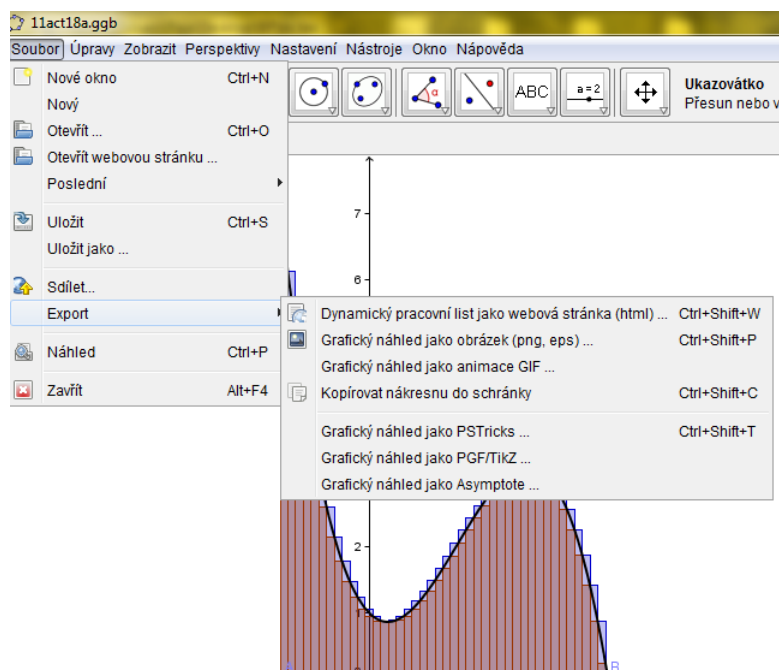 11act18a.ggb
Soubor Úpravy Zobrazit Perspektivy Nastavení Nástroje Okno Nápověda
Nové okno Ctrl+N
Nový
Otevřít ... Ctrl+O
Otevřít webovou stránku ...
Poslední
Uložit Ctrl+S
Uložit jako ...
Sdílet...
Export
Náhled Ctrl+P
Zavřít Alt+F4
α
ABC
a=2
Ukazovátko
Přesun nebo v
7
6
Dynamický pracovní list jako webová stránka (html) ... Ctrl+Shift+W
Grafický náhled jako obrázek (png, eps) ... Ctrl+Shift+P
Grafický náhled jako animace GIF ...
Kopírovat nákresnu do schránky Ctrl+Shift+C
Grafický náhled jako PSTricks ... Ctrl+Shift+T
Grafický náhled jako PGF/TikZ ...
Grafický náhled jako Asymptote ...
2
1
A
B